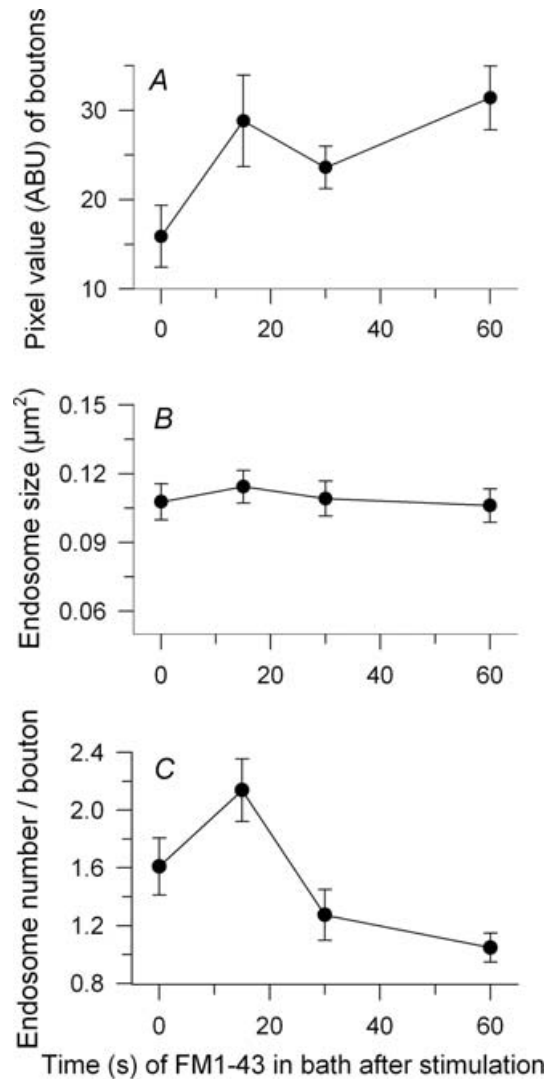 A
Pixel value (ABU) of boutons
30
20
10
0 20 40 60
B
Endosome size (µm²)
0.15
0.12
0.09
0.06
0 20 40 60
C
Endosome number / bouton
2.4
2.0
1.6
1.2
0.8
0 20 40 60
Time (s) of FM1-43 in bath after stimulation